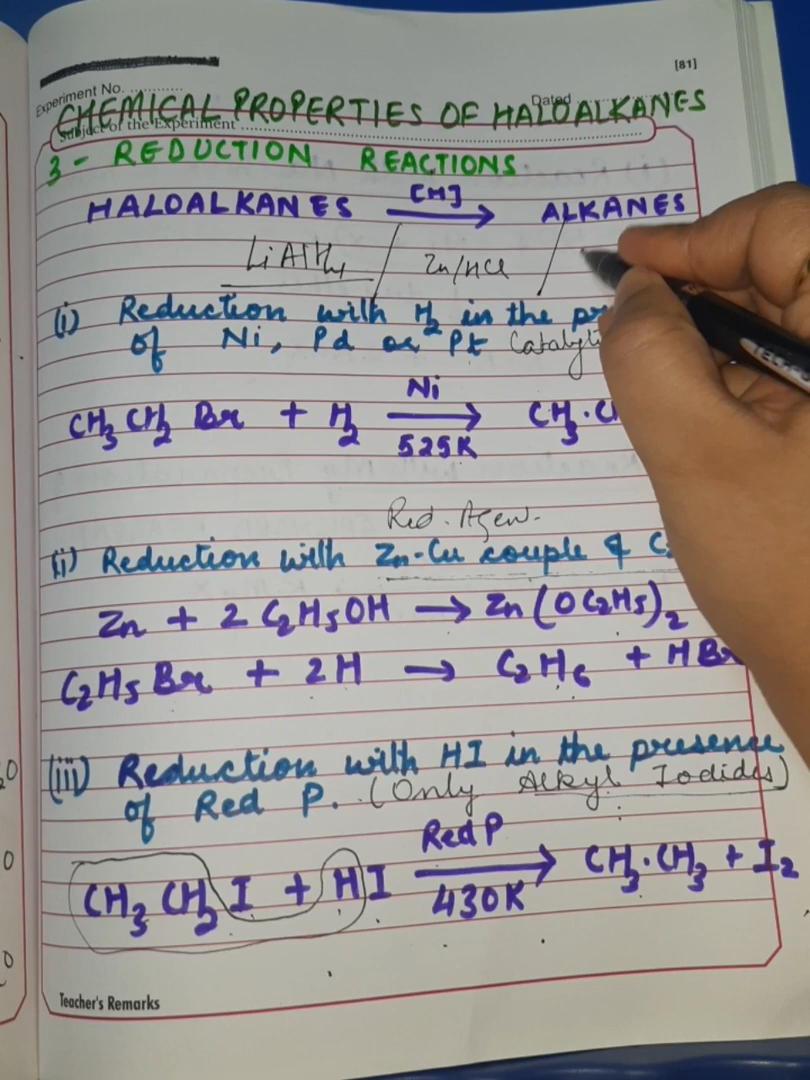 [81]
Experiment No. ............
Dated
CHEMICAL PROPERTIES OF HALOALKANES
Subject of the Experiment
3 - REDUCTION REACTIONS
HALOALKANES [H] → ALKANES
LiAlH4 / Zn/HCl /
(i) Reduction with H2 in the
of Ni, Pd or Pt
CH3 CH2 Br + H2 Ni → 525K CH3.
Red. Agen.
(ii) Reduction with Zn-Cu couple &
Zn + 2 C2H5OH → Zn(OC2H5)2
C2H5 Br + 2H → C2H6 + HBr
(iii) Reduction with HI in the presence
of Red P. (Only Alkyl Iodides)
CH3 CH2 I + HI Red P → 430K CH3.CH3 + I2
Teacher's Remarks